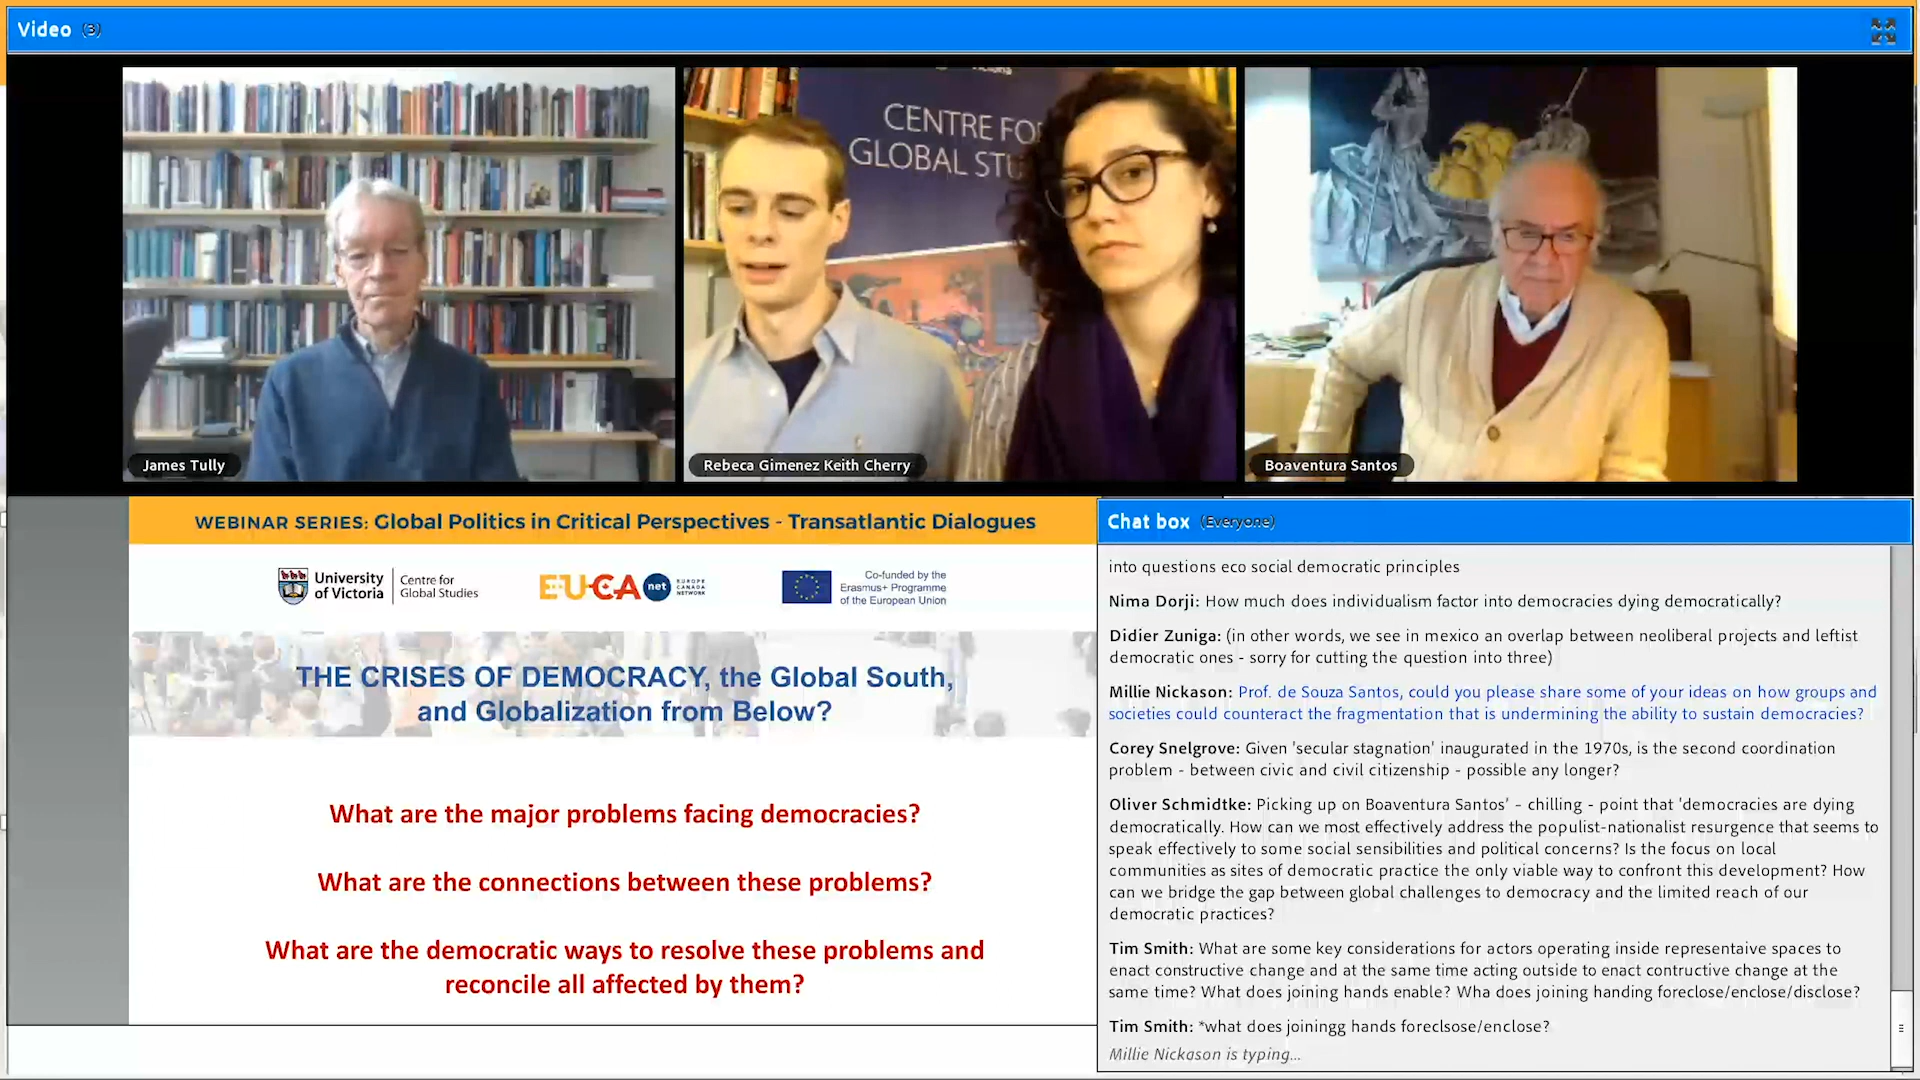 Video (3)
CENTRE FO
GLOBAL STU
James Tully
Rebeca Gimenez Keith Cherry
Boaventura Santos
WEBINAR SERIES: Global Politics in Critical Perspectives - Transatlantic Dialogues
University
of Victoria
Centre for
Global Studies
EU-CA net
EUROPE
CANADA
NETWORK
Co-funded by the
Erasmus+ Programme
of the European Union
THE CRISES OF DEMOCRACY, the Global South,
and Globalization from Below?
What are the major problems facing democracies?
What are the connections between these problems?
What are the democratic ways to resolve these problems and
reconcile all affected by them?
Chat box (Everyone)
into questions eco social democratic principles
Nima Dorji: How much does individualism factor into democracies dying democratically?
Didier Zuniga: (in other words, we see in mexico an overlap between neoliberal projects and leftist
democratic ones - sorry for cutting the question into three)
Millie Nickason: Prof. de Souza Santos, could you please share some of your ideas on how groups and
societies could counteract the fragmentation that is undermining the ability to sustain democracies?
Corey Snelgrove: Given 'secular stagnation' inaugurated in the 1970s, is the second coordination
problem - between civic and civil citizenship - possible any longer?
Oliver Schmidtke: Picking up on Boaventura Santos' – chilling - point that 'democracies are dying
democratically. How can we most effectively address the populist-nationalist resurgence that seems to
speak effectively to some social sensibilities and political concerns? Is the focus on local
communities as sites of democratic practice the only viable way to confront this development? How
can we bridge the gap between global challenges to democracy and the limited reach of our
democratic practices?
Tim Smith: What are some key considerations for actors operating inside representaive spaces to
enact constructive change and at the same time acting outside to enact contructive change at the
same time? What does joining hands enable? Wha does joining handing foreclose/enclose/disclose?
Tim Smith: *what does joiningg hands foreclsose/enclose?
Millie Nickason is typing...